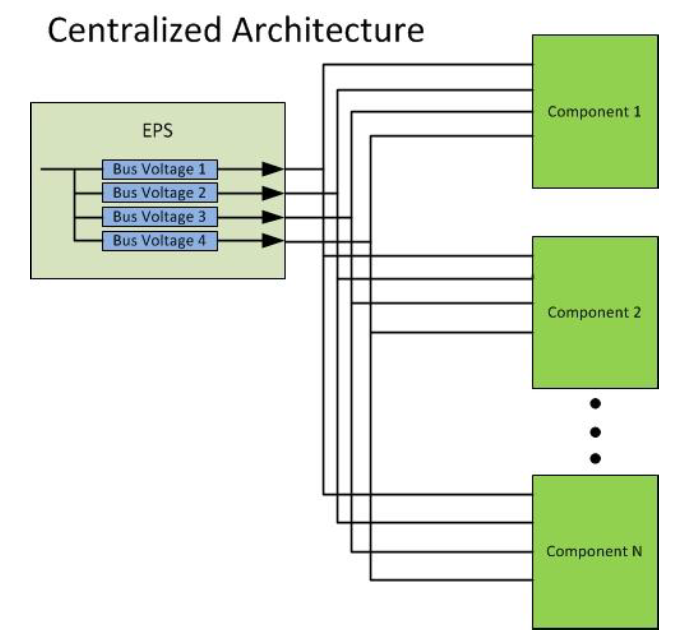 Centralized Architecture
EPS
Bus Voltage 1
Bus Voltage 2
Bus Voltage 3
Bus Voltage 4
Component 1
Component 2
Component N